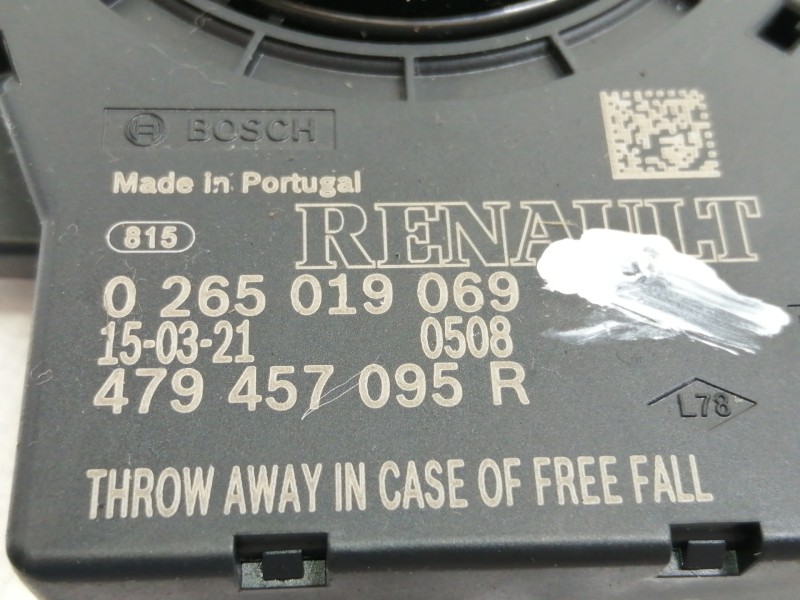 BOSCH
Made in Portugal
815
RENAULT
0 265 019 069
15-03-21 0508
479 457 095 R
L78
THROW AWAY IN CASE OF FREE FALL